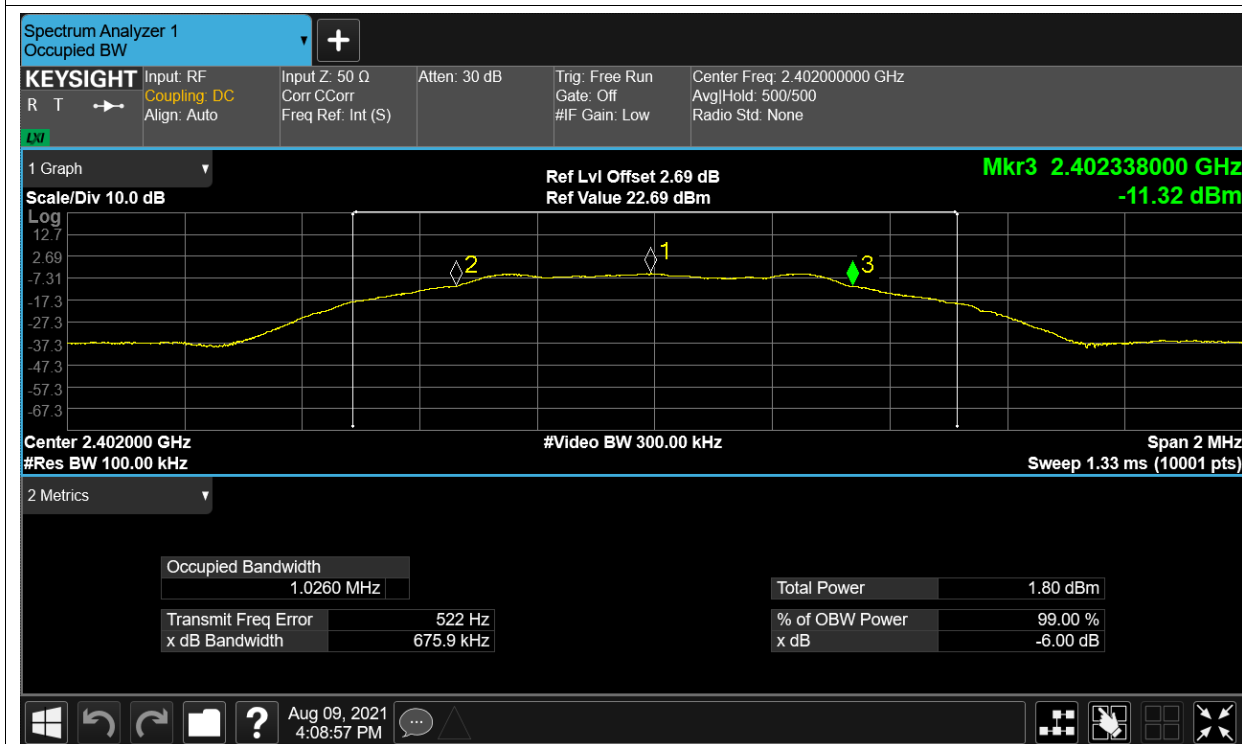 Spectrum Analyzer 1
Occupied BW
KEYSIGHT
R T
LXI
Input: RF
Coupling: DC
Align: Auto
Input Z: 50 Ω
Corr CCorr
Freq Ref: Int (S)
Atten: 30 dB
Trig: Free Run
Gate: Off
#IF Gain: Low
Center Freq: 2.402000000 GHz
Avg|Hold: 500/500
Radio Std: None
1 Graph
Scale/Div 10.0 dB
Ref Lvl Offset 2.69 dB
Ref Value 22.69 dBm
Mkr3 2.402338000 GHz
-11.32 dBm
Log
12.7
2.69
-7.31
-17.3
-27.3
-37.3
-47.3
-57.3
-67.3
2
1
3
Center 2.402000 GHz
#Video BW 300.00 kHz
Span 2 MHz
#Res BW 100.00 kHz
Sweep 1.33 ms (10001 pts)
2 Metrics
Occupied Bandwidth
1.0260 MHz
Total Power 1.80 dBm
Transmit Freq Error 522 Hz
% of OBW Power 99.00 %
x dB Bandwidth 675.9 kHz
x dB -6.00 dB
?
Aug 09, 2021
4:08:57 PM